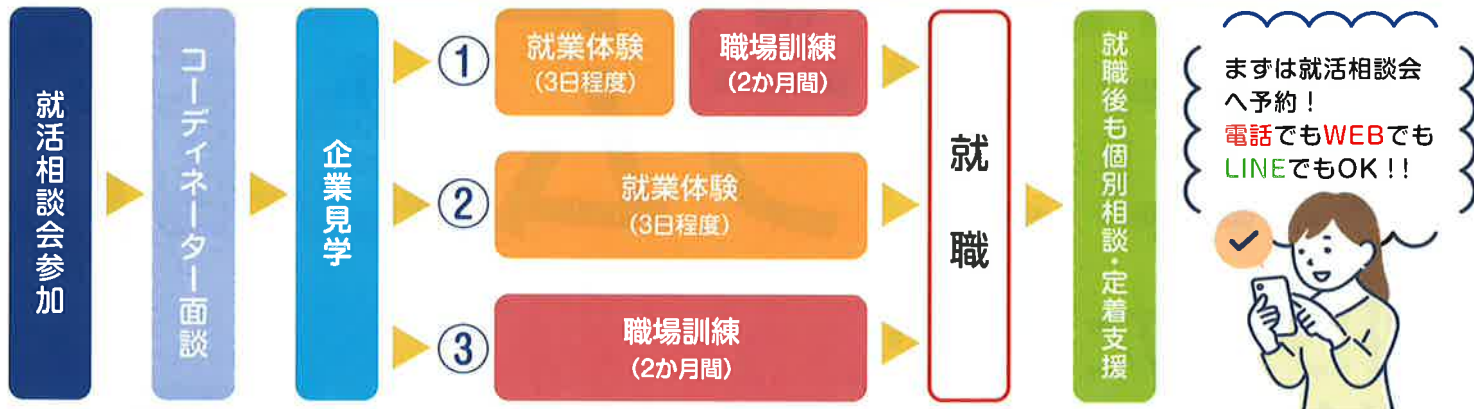 就活相談会参加
コーディネーター面談
企業見学
①
就業体験
(3日程度)
職場訓練
(2か月間)
②
就業体験
(3日程度)
③
職場訓練
(2か月間)
就職
就職後も個別相談・定着支援
まずは就活相談会
へ予約！
電話でもWEBでも
LINEでもOK！！